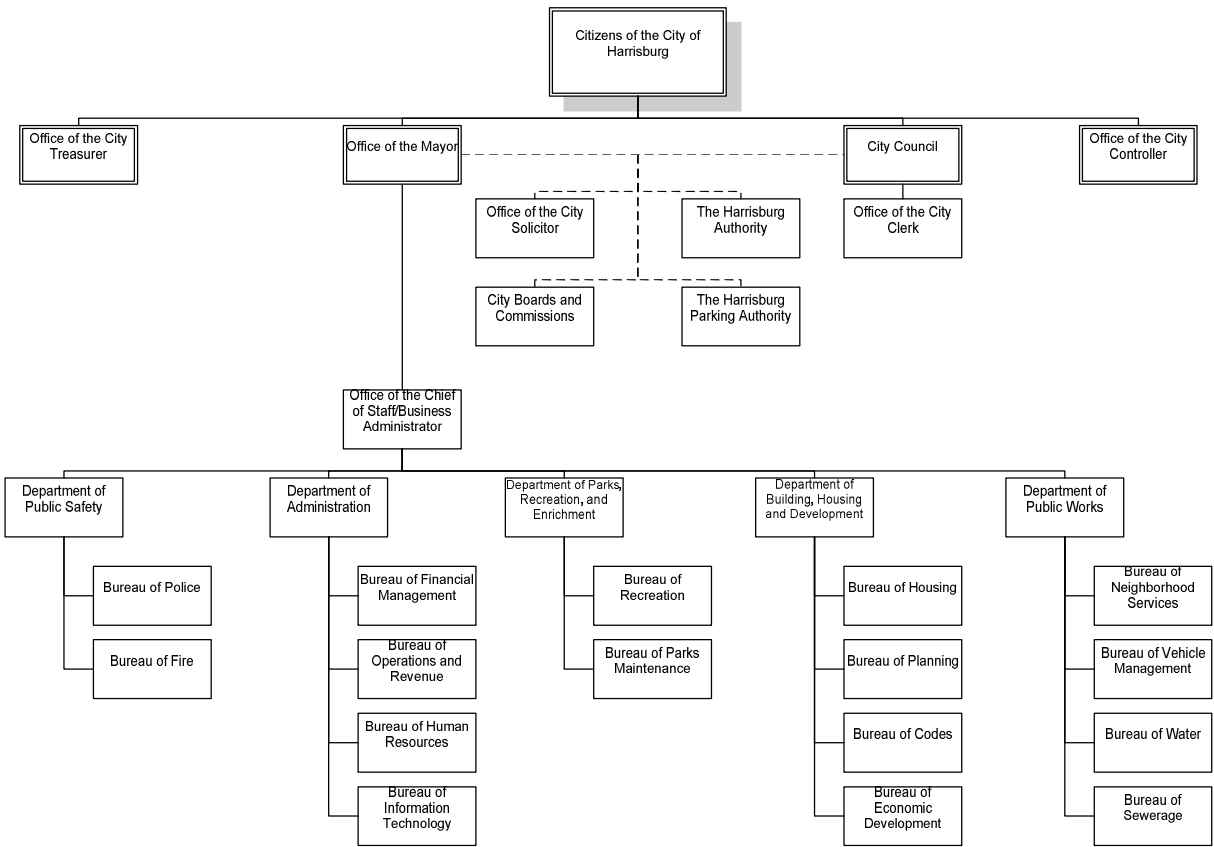 Citizens of the City of
Harrisburg
Office of the City
Treasurer
Office of the Mayor
City Council
Office of the City
Controller
Office of the City
Solicitor
The Harrisburg
Authority
Office of the City
Clerk
City Boards and
Commissions
The Harrisburg
Parking Authority
Office of the Chief
of Staff/Business
Administrator
Department of
Public Safety
Department of
Administration
Department of Parks,
Recreation, and
Enrichment
Department of
Building, Housing
and Development
Department of
Public Works
Bureau of Police
Bureau of Fire
Bureau of Financial
Management
Bureau of
Operations and
Revenue
Bureau of Human
Resources
Bureau of
Information
Technology
Bureau of
Recreation
Bureau of Parks
Maintenance
Bureau of Housing
Bureau of Planning
Bureau of Codes
Bureau of
Economic
Development
Bureau of
Neighborhood
Services
Bureau of Vehicle
Management
Bureau of Water
Bureau of
Sewerage